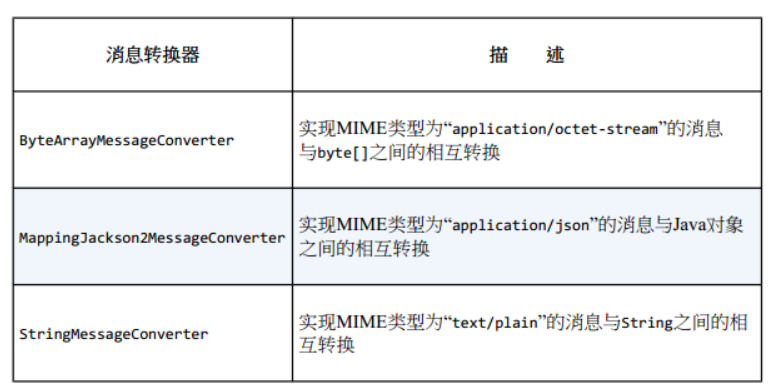 消息转换器
描 述
ByteArrayMessageConverter
实现MIME类型为“application/octet-stream”的消息
与byte[]之间的相互转换
MappingJackson2MessageConverter
实现MIME类型为“application/json”的消息与Java对象
之间的相互转换
StringMessageConverter
实现MIME类型为“text/plain”的消息与String之间的相
互转换